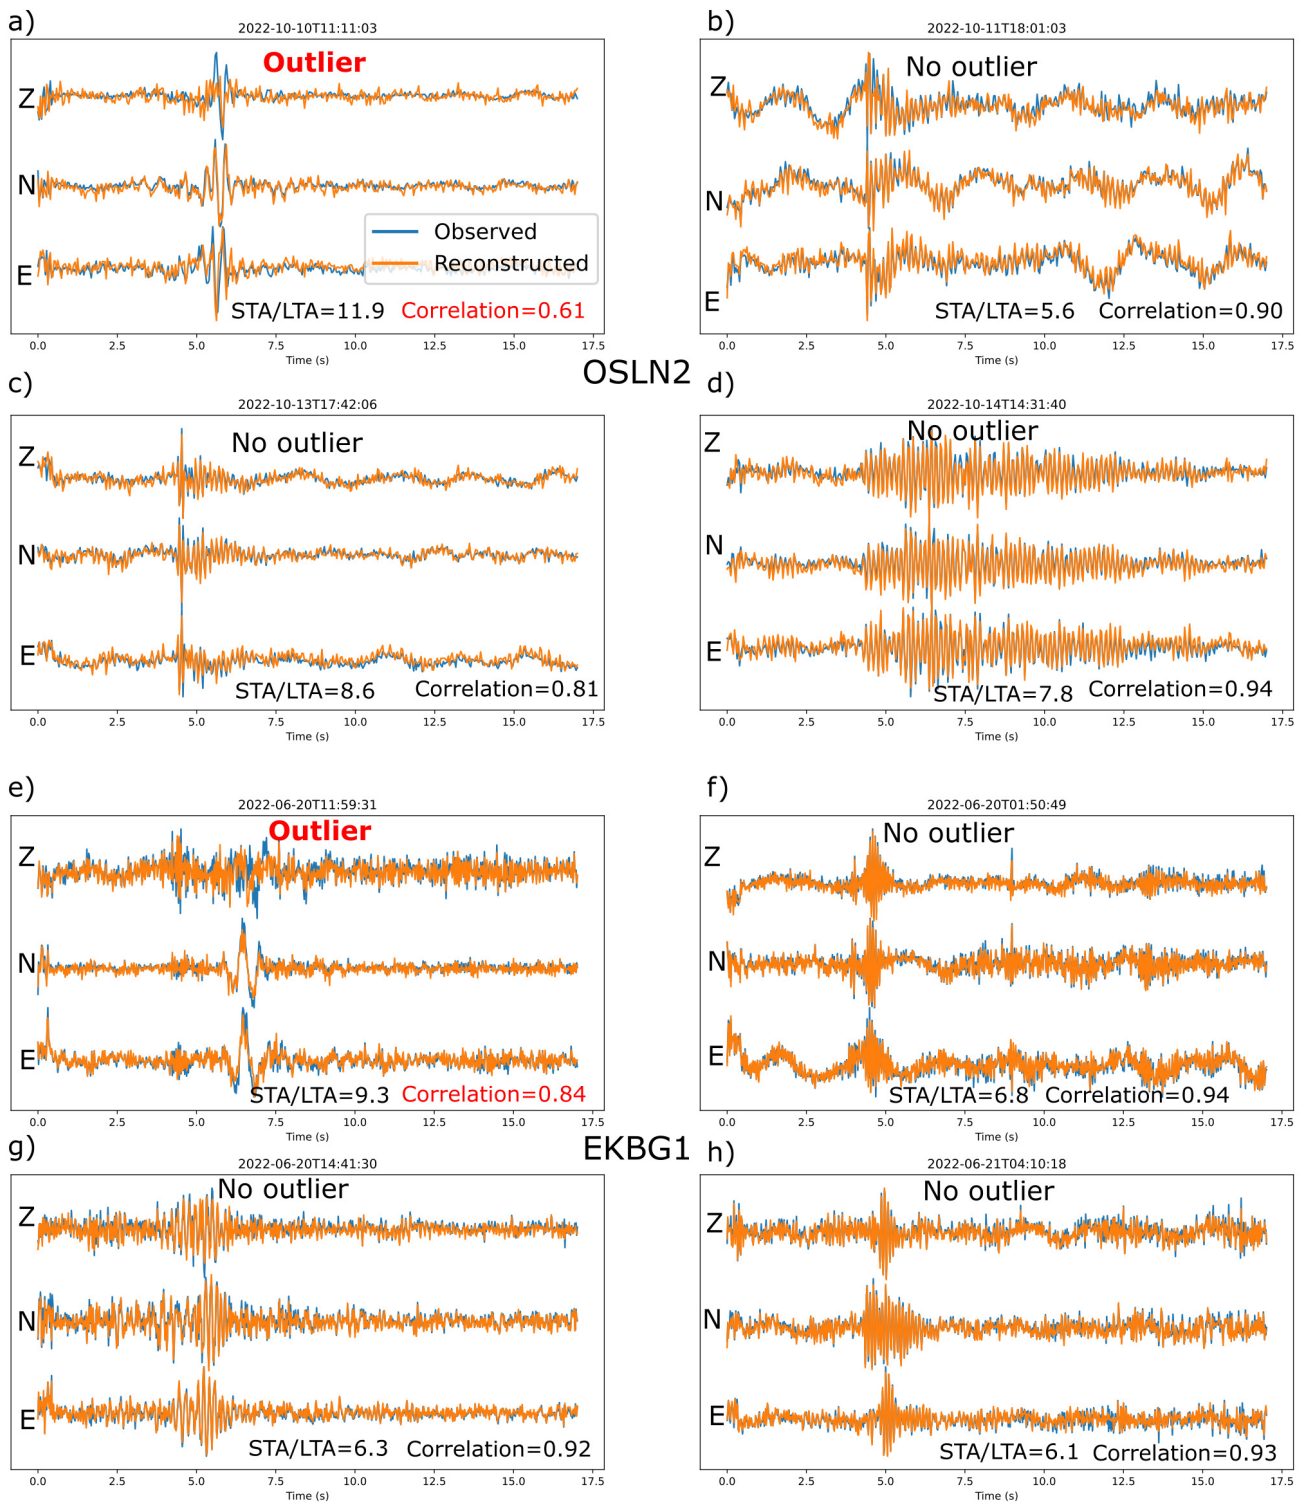 a)
2022-10-10T11:11:03
Outlier
Z
N
E
Observed
Reconstructed
STA/LTA=11.9 Correlation=0.61
0.0 2.5 5.0 7.5 10.0 12.5 15.0 17.5
Time (s)
b)
2022-10-11T18:01:03
No outlier
Z
N
E
STA/LTA=5.6 Correlation=0.90
0.0 2.5 5.0 7.5 10.0 12.5 15.0 17.5
Time (s)
OSLN2
c)
2022-10-13T17:42:06
No outlier
Z
N
E
STA/LTA=8.6 Correlation=0.81
0.0 2.5 5.0 7.5 10.0 12.5 15.0 17.5
Time (s)
d)
2022-10-14T14:31:40
No outlier
Z
N
E
STA/LTA=7.8 Correlation=0.94
0.0 2.5 5.0 7.5 10.0 12.5 15.0 17.5
Time (s)
e)
2022-06-20T11:59:31
Outlier
Z
N
E
STA/LTA=9.3 Correlation=0.84
0.0 2.5 5.0 7.5 10.0 12.5 15.0 17.5
Time (s)
f)
2022-06-20T01:50:49
No outlier
Z
N
E
STA/LTA=6.8 Correlation=0.94
0.0 2.5 5.0 7.5 10.0 12.5 15.0 17.5
Time (s)
EKBG1
g)
2022-06-20T14:41:30
No outlier
Z
N
E
STA/LTA=6.3 Correlation=0.92
0.0 2.5 5.0 7.5 10.0 12.5 15.0 17.5
Time (s)
h)
2022-06-21T04:10:18
No outlier
Z
N
E
STA/LTA=6.1 Correlation=0.93
0.0 2.5 5.0 7.5 10.0 12.5 15.0 17.5
Time (s)